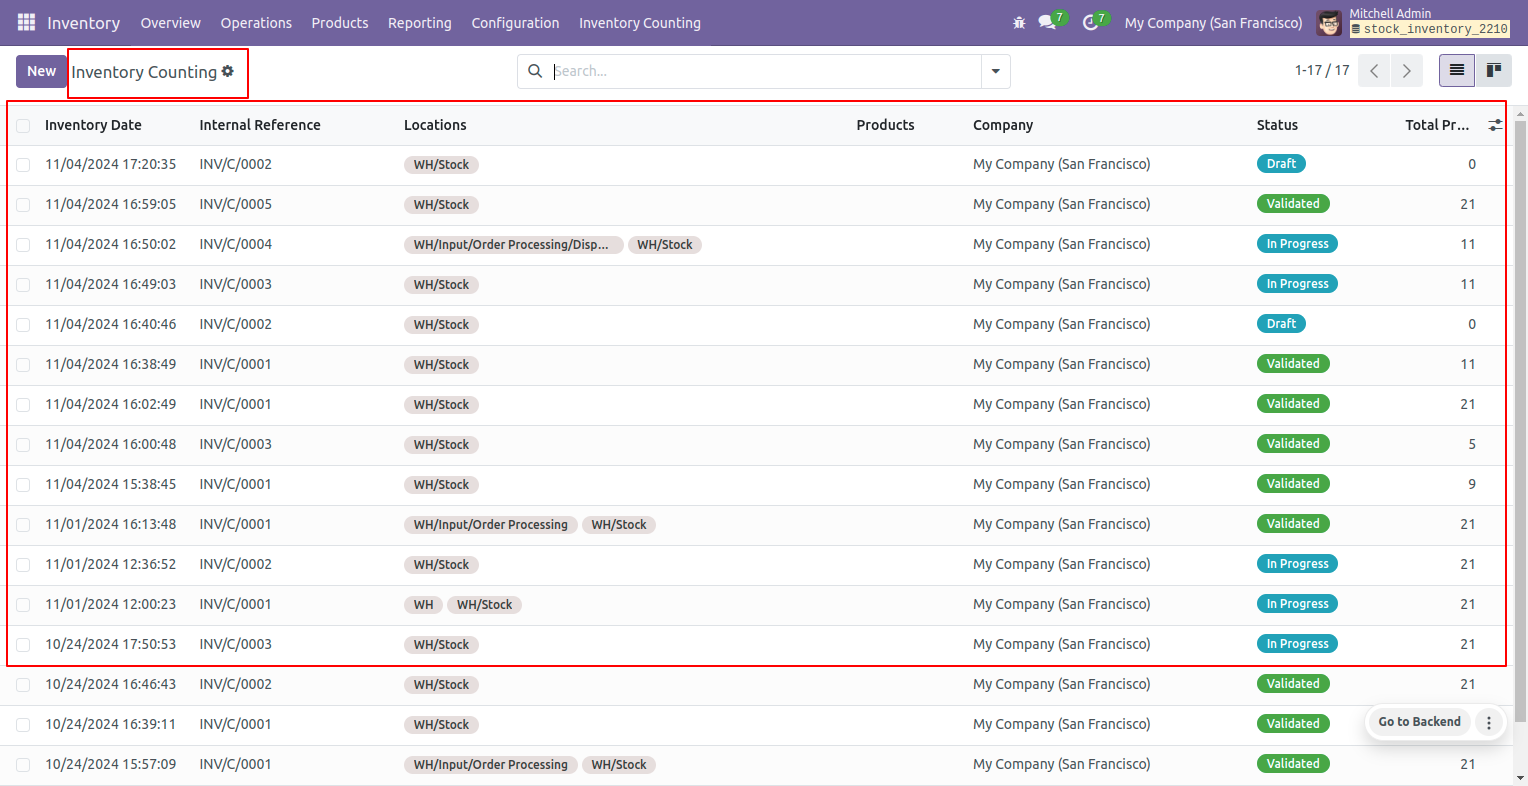 Inventory Overview Operations Products Reporting Configuration Inventory Counting 7 7 My Company (San Francisco) Mitchell Admin
stock_inventory_2210
New Inventory Counting Search... 1-17 / 17
Inventory Date Internal Reference Locations Products Company Status Total Pr...
11/04/2024 17:20:35 INV/C/0002 WH/Stock My Company (San Francisco) Draft 0
11/04/2024 16:59:05 INV/C/0005 WH/Stock My Company (San Francisco) Validated 21
11/04/2024 16:50:02 INV/C/0004 WH/Input/Order Processing/Disp... WH/Stock My Company (San Francisco) In Progress 11
11/04/2024 16:49:03 INV/C/0003 WH/Stock My Company (San Francisco) In Progress 11
11/04/2024 16:40:46 INV/C/0002 WH/Stock My Company (San Francisco) Draft 0
11/04/2024 16:38:49 INV/C/0001 WH/Stock My Company (San Francisco) Validated 11
11/04/2024 16:02:49 INV/C/0001 WH/Stock My Company (San Francisco) Validated 21
11/04/2024 16:00:48 INV/C/0003 WH/Stock My Company (San Francisco) Validated 5
11/04/2024 15:38:45 INV/C/0001 WH/Stock My Company (San Francisco) Validated 9
11/01/2024 16:13:48 INV/C/0001 WH/Input/Order Processing WH/Stock My Company (San Francisco) Validated 21
11/01/2024 12:36:52 INV/C/0002 WH/Stock My Company (San Francisco) In Progress 21
11/01/2024 12:00:23 INV/C/0001 WH WH/Stock My Company (San Francisco) In Progress 21
10/24/2024 17:50:53 INV/C/0003 WH/Stock My Company (San Francisco) In Progress 21
10/24/2024 16:46:43 INV/C/0002 WH/Stock My Company (San Francisco) Validated 21
10/24/2024 16:39:11 INV/C/0001 WH/Stock My Company (San Francisco) Validated Go to Backend
10/24/2024 15:57:09 INV/C/0001 WH/Input/Order Processing WH/Stock My Company (San Francisco) Validated 21